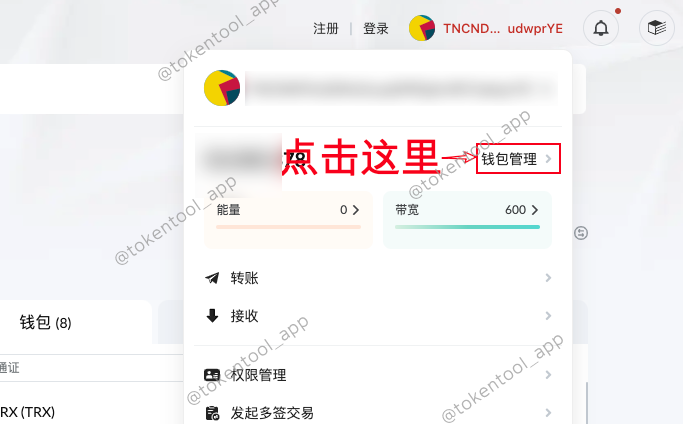 注册 | 登录 TNCND... udwprYE
78 点击这里 钱包管理
能量 0 带宽 600
转账
接收
钱包 (8)
通证
权限管理
RX (TRX)
发起多签交易
@tokentool_app
@tokentool_app
@tokentool_app
@tokentool_app
@tokentool_app